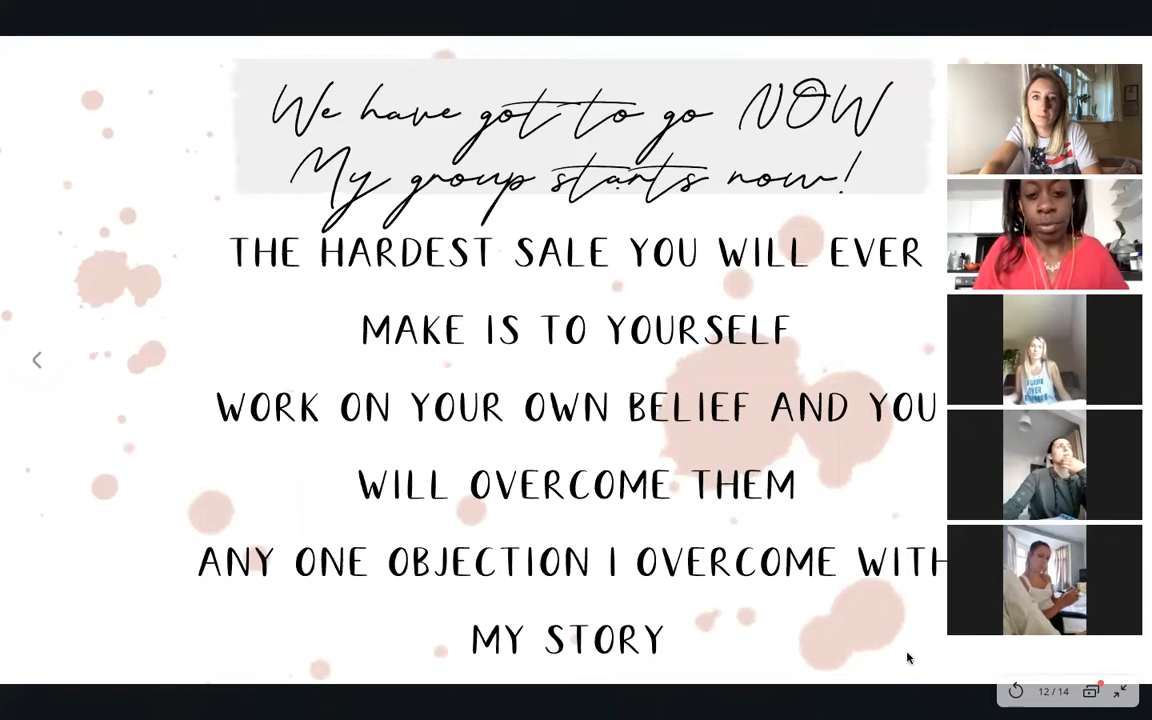 We have got to go NOW
My group starts now!
THE HARDEST SALE YOU WILL EVER
MAKE IS TO YOURSELF
WORK ON YOUR OWN BELIEF AND YOU
WILL OVERCOME THEM
ANY ONE OBJECTION I OVERCOME WITH
MY STORY
12 / 14